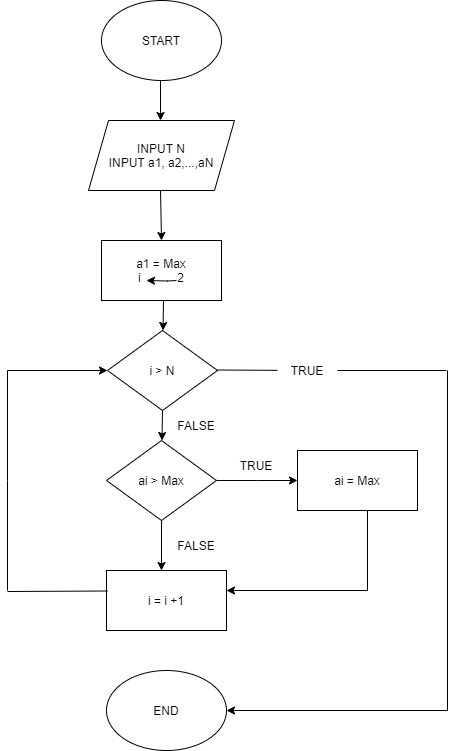 START
INPUT N
INPUT a1, a2,...,aN
a1 = Max
i 2
i > N
TRUE
FALSE
ai > Max
TRUE
ai = Max
FALSE
i = i +1
END